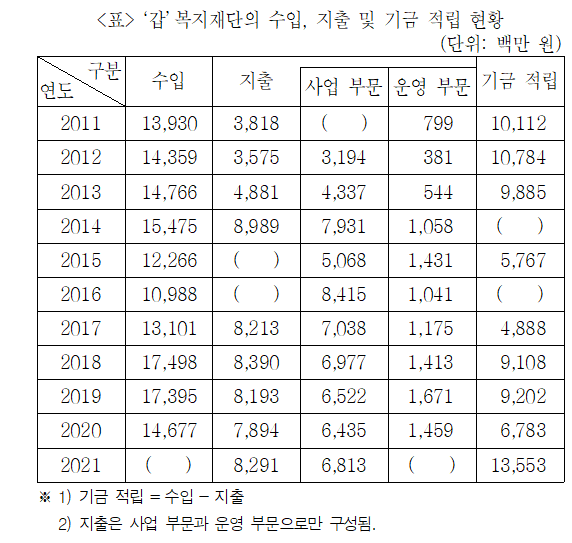 <표> ‘갑’ 복지재단의 수입, 지출 및 기금 적립 현황
(단위: 백만 원)
구분 연도 수입 지출 사업 부문 운영 부문 기금 적립
2011 13,930 3,818 ( ) 799 10,112
2012 14,359 3,575 3,194 381 10,784
2013 14,766 4,881 4,337 544 9,885
2014 15,475 8,989 7,931 1,058 ( )
2015 12,266 ( ) 5,068 1,431 5,767
2016 10,988 ( ) 8,415 1,041 ( )
2017 13,101 8,213 7,038 1,175 4,888
2018 17,498 8,390 6,977 1,413 9,108
2019 17,395 8,193 6,522 1,671 9,202
2020 14,677 7,894 6,435 1,459 6,783
2021 ( ) 8,291 6,813 ( ) 13,553
※ 1) 기금 적립 = 수입 - 지출
2) 지출은 사업 부문과 운영 부문으로만 구성됨.